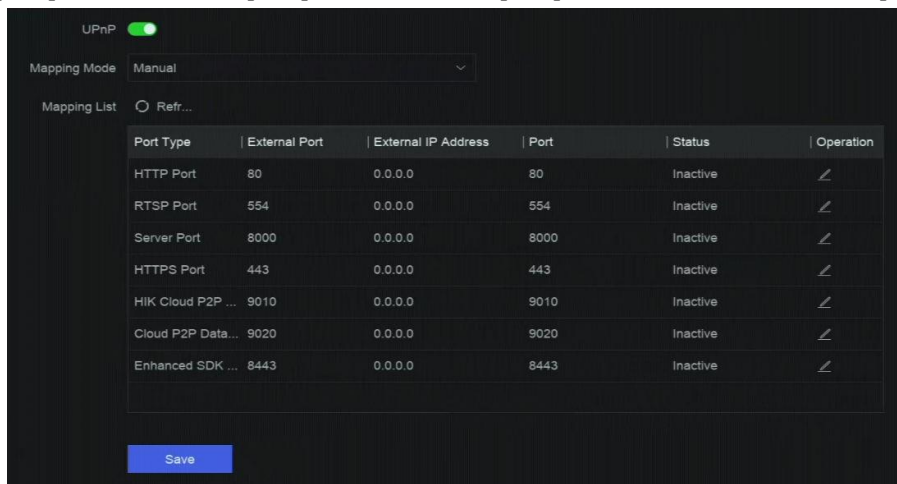 UPnP
Mapping Mode Manual
Mapping List Refr...
Port Type External Port External IP Address Port Status Operation
HTTP Port 80 0.0.0.0 80 Inactive
RTSP Port 554 0.0.0.0 554 Inactive
Server Port 8000 0.0.0.0 8000 Inactive
HTTPS Port 443 0.0.0.0 443 Inactive
HIK Cloud P2P ... 9010 0.0.0.0 9010 Inactive
Cloud P2P Data... 9020 0.0.0.0 9020 Inactive
Enhanced SDK ... 8443 0.0.0.0 8443 Inactive
Save